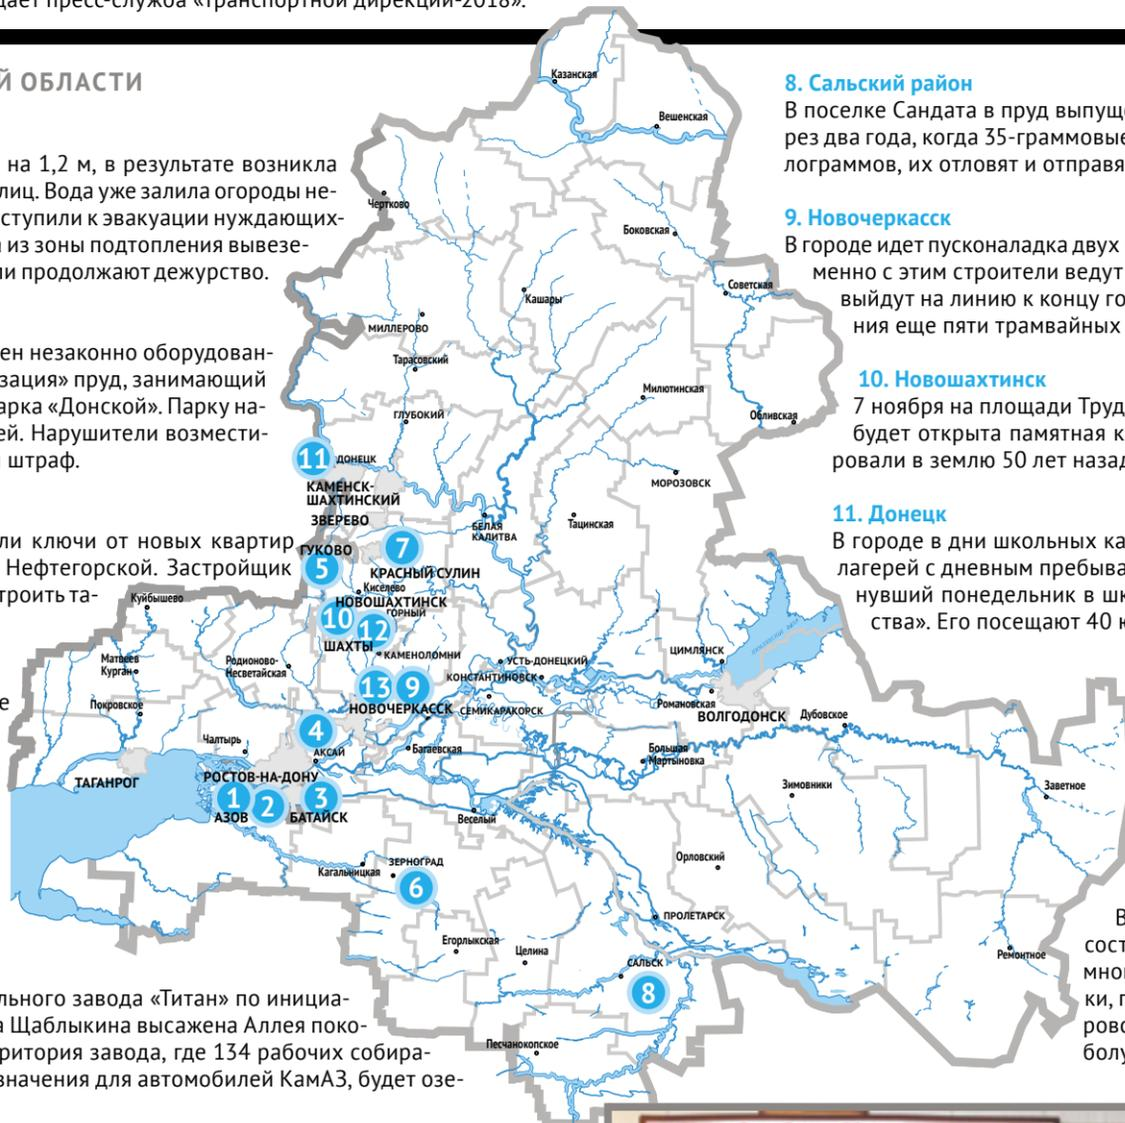 дает пресс-служба «Транспортной дирекции-2018».
Й ОБЛАСТИ
на 1,2 м, в результате возникла
лиц. Вода уже залила огороды не-
ступили к эвакуации нуждающих-
из зоны подтопления вывезе-
ли продолжают дежурство.
ен незаконно оборудован-
зация» пруд, занимающий
арка «Донской». Парку на-
ей. Нарушители возмести-
штраф.
ли ключи от новых квартир
Нефтегорской. Застройщик
троить та-
е
льного завода «Титан» по инициа-
а Щаблыкина высажена Аллея поко-
ритория завода, где 134 рабочих собира-
значения для автомобилей КамАЗ, будет озе-
Казанская
Вешенская
Чертково
Боковская
Советская
Кашары
МИЛЛЕРОВО
Тарасовский
Милютинская
ГЛУБОКИЙ
Обливская
11
ДОНЕЦК
МОРОЗОВСК
КАМЕНСК-
ШАХТИНСКИЙ
ЗВЕРЕВО
БЕЛАЯ
КАЛИТВА
Тацинская
ГУКОВО
7
5
КРАСНЫЙ СУЛИН
Киселево
Куйбышево
НОВОШАХТИНСК
ГОРНЫЙ
10
12
ШАХТЫ
КАМЕНОЛОМНИ
Матвеев
Курган
Родионово-
Несветайская
УСТЬ-ДОНЕЦКИЙ
ЦИМЛЯНСК
КОНСТАНТИНОВСК
13
9
Покровское
НОВОЧЕРКАССК
СЕМИКАРАКОРСК
Романовская
ВОЛГОДОНСК
Дубовское
4
Чалтырь
АКСАЙ
Багаевская
Большая
Мартыновка
ТАГАНРОГ
РОСТОВ-НА-ДОНУ
Зимовники
Заветное
1
2
3
АЗОВ
БАТАЙСК
Веселый
Орловский
ЗЕРНОГРАД
Кагальницкая
6
ПРОЛЕТАРСК
Егорлыкская
Целина
Ремонтное
САЛЬСК
8
Песчанокопское
8. Сальский район
В поселке Сандата в пруд выпущ
рез два года, когда 35-граммовые
лограммов, их отловят и отправя
9. Новочеркасск
В городе идет пусконаладка двух
менно с этим строители ведут
выйдут на линию к концу го
ния еще пяти трамвайных
10. Новошахтинск
7 ноября на площади Труд
будет открыта памятная к
ровали в землю 50 лет назад
11. Донецк
В городе в дни школьных ка
лагерей с дневным пребыва
нувший понедельник в шк
ства». Его посещают 40 к
В
сост
мног
ки, п
рово
болу